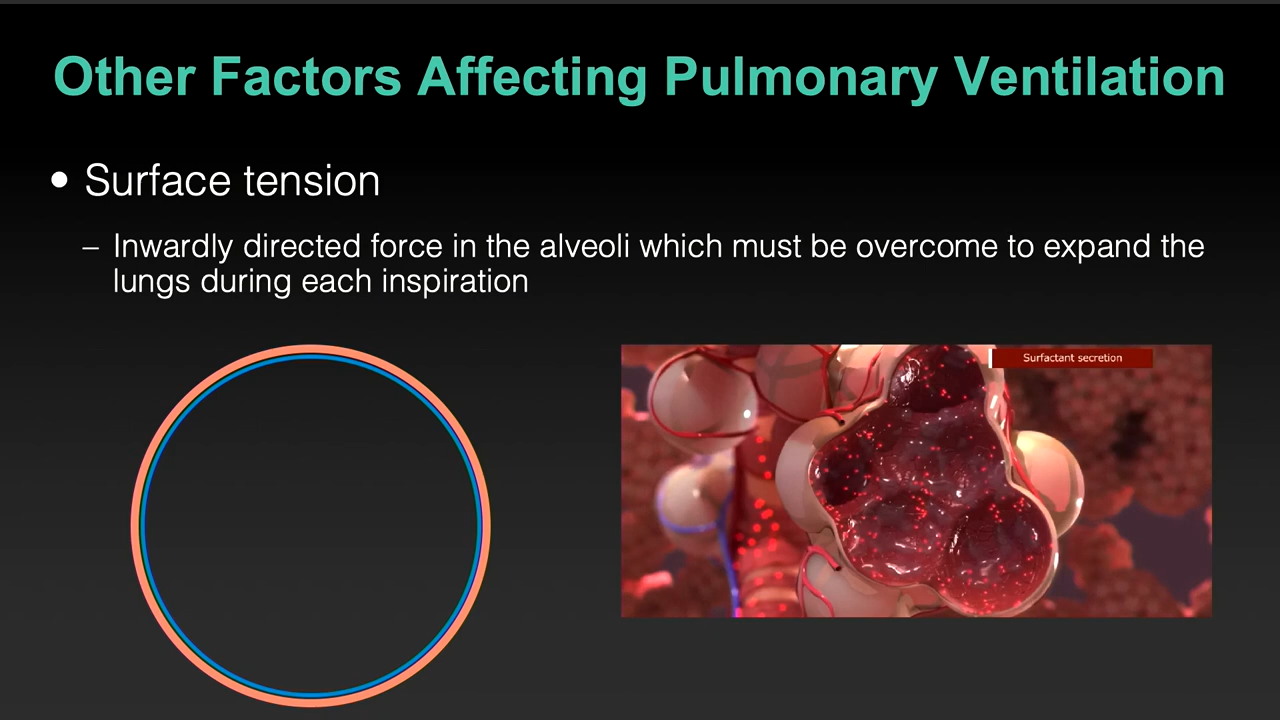 Other Factors Affecting Pulmonary Ventilation
• Surface tension
– Inwardly directed force in the alveoli which must be overcome to expand the
lungs during each inspiration
Surfactant secretion